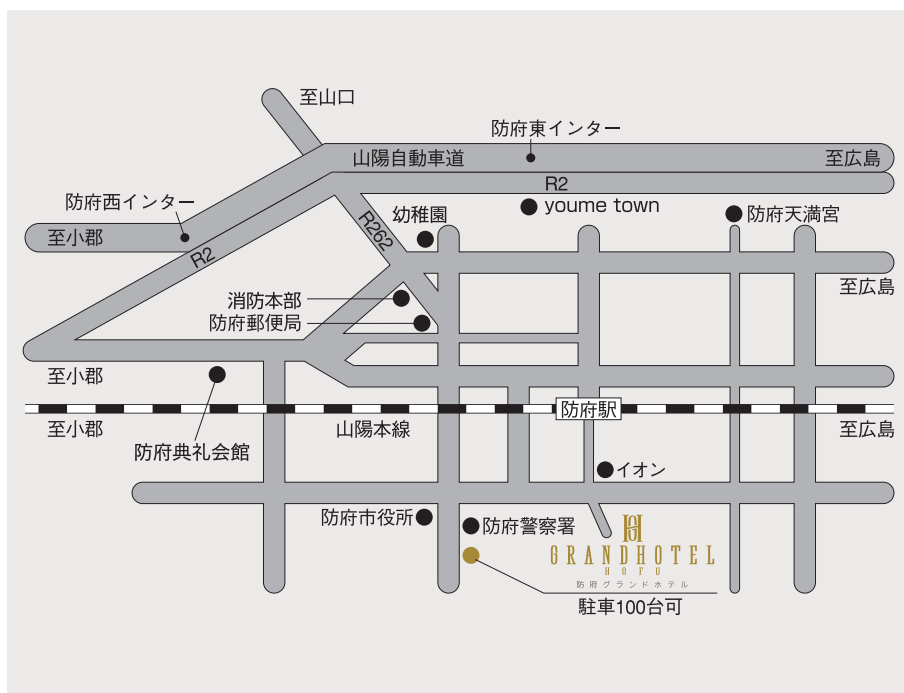 至山口
防府東インター
山陽自動車道
至広島
R2
防府西インター
youme town
防府天満宮
幼稚園
R262
至小郡
R2
至広島
消防本部
防府郵便局
至小郡
防府駅
至小郡
山陽本線
至広島
防府典礼会館
イオン
防府市役所
防府警察署
GRANDHOTEL
HOFU
防府グランドホテル
駐車100台可